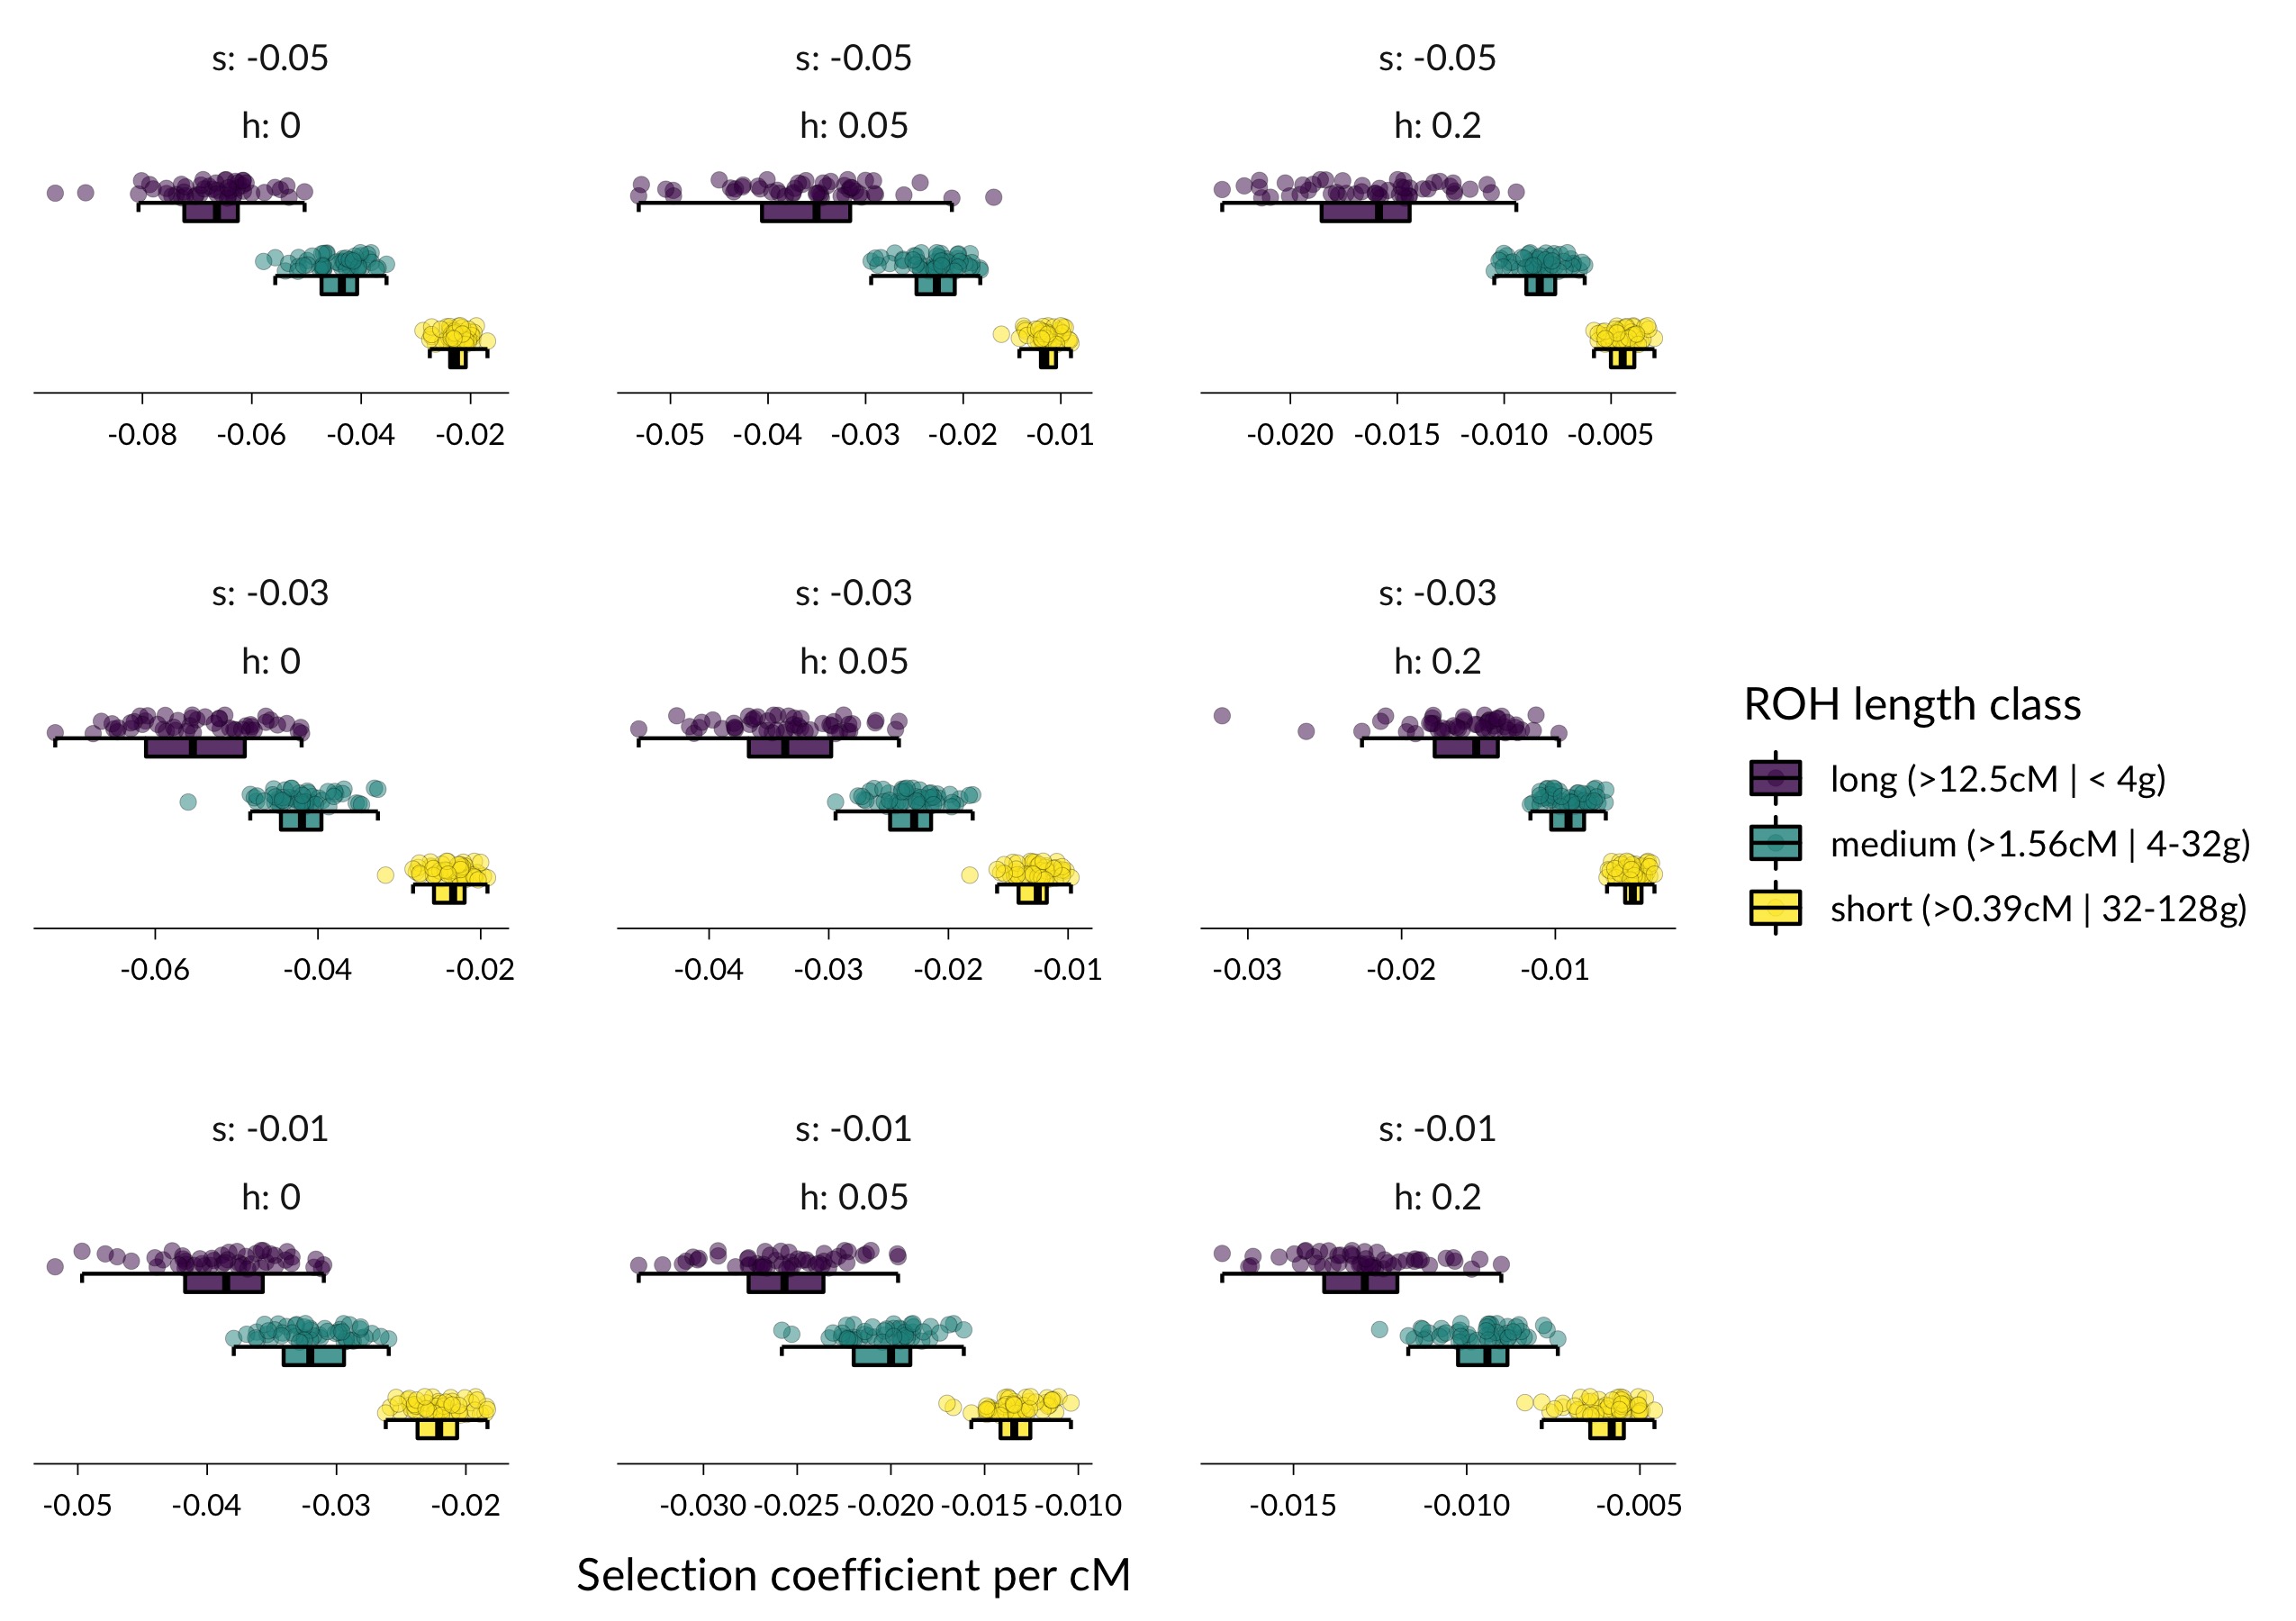 s: -0.05
h: 0
s: -0.05
h: 0.05
s: -0.05
h: 0.2
-0.08 -0.06 -0.04 -0.02
-0.05 -0.04 -0.03 -0.02 -0.01
-0.020 -0.015 -0.010 -0.005
s: -0.03
h: 0
s: -0.03
h: 0.05
s: -0.03
h: 0.2
-0.06 -0.04 -0.02
-0.04 -0.03 -0.02 -0.01
-0.03 -0.02 -0.01
s: -0.01
h: 0
s: -0.01
h: 0.05
s: -0.01
h: 0.2
-0.05 -0.04 -0.03 -0.02
-0.030 -0.025 -0.020 -0.015 -0.010
-0.015 -0.010 -0.005
Selection coefficient per cM
ROH length class
long (>12.5cM | < 4g)
medium (>1.56cM | 4-32g)
short (>0.39cM | 32-128g)